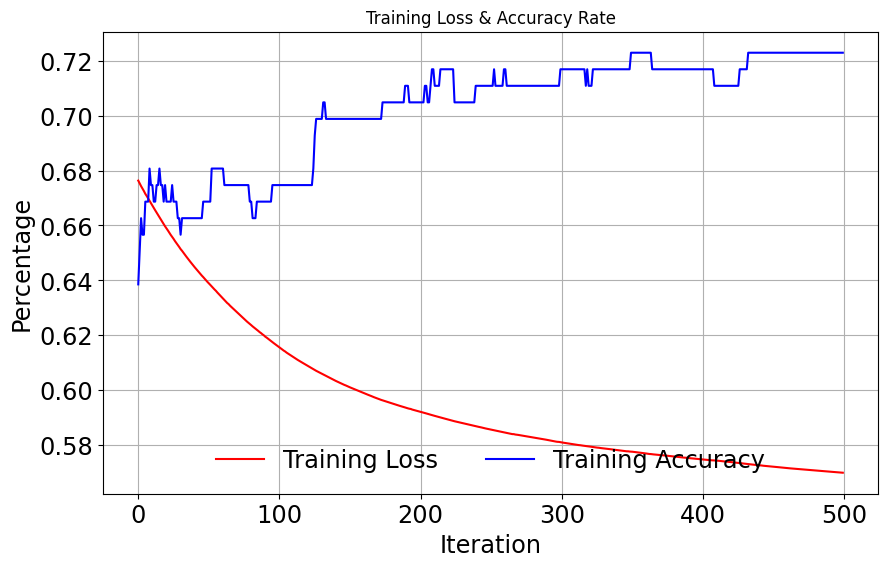 Training Loss & Accuracy Rate
Percentage
0.72
0.70
0.68
0.66
0.64
0.62
0.60
0.58
Training Loss Training Accuracy
0 100 200 300 400 500
Iteration